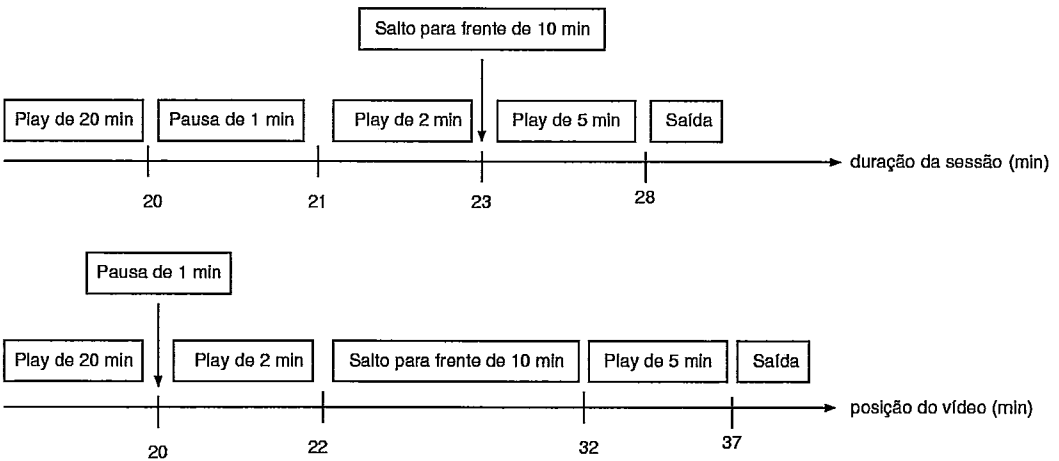 Salto para frente de 10 min
Play de 20 min Pausa de 1 min Play de 2 min Play de 5 min Saída
duração da sessão (min)
20 21 23 28
Pausa de 1 min
Play de 20 min Play de 2 min Salto para frente de 10 min Play de 5 min Saída
posição do vídeo (min)
20 22 32 37